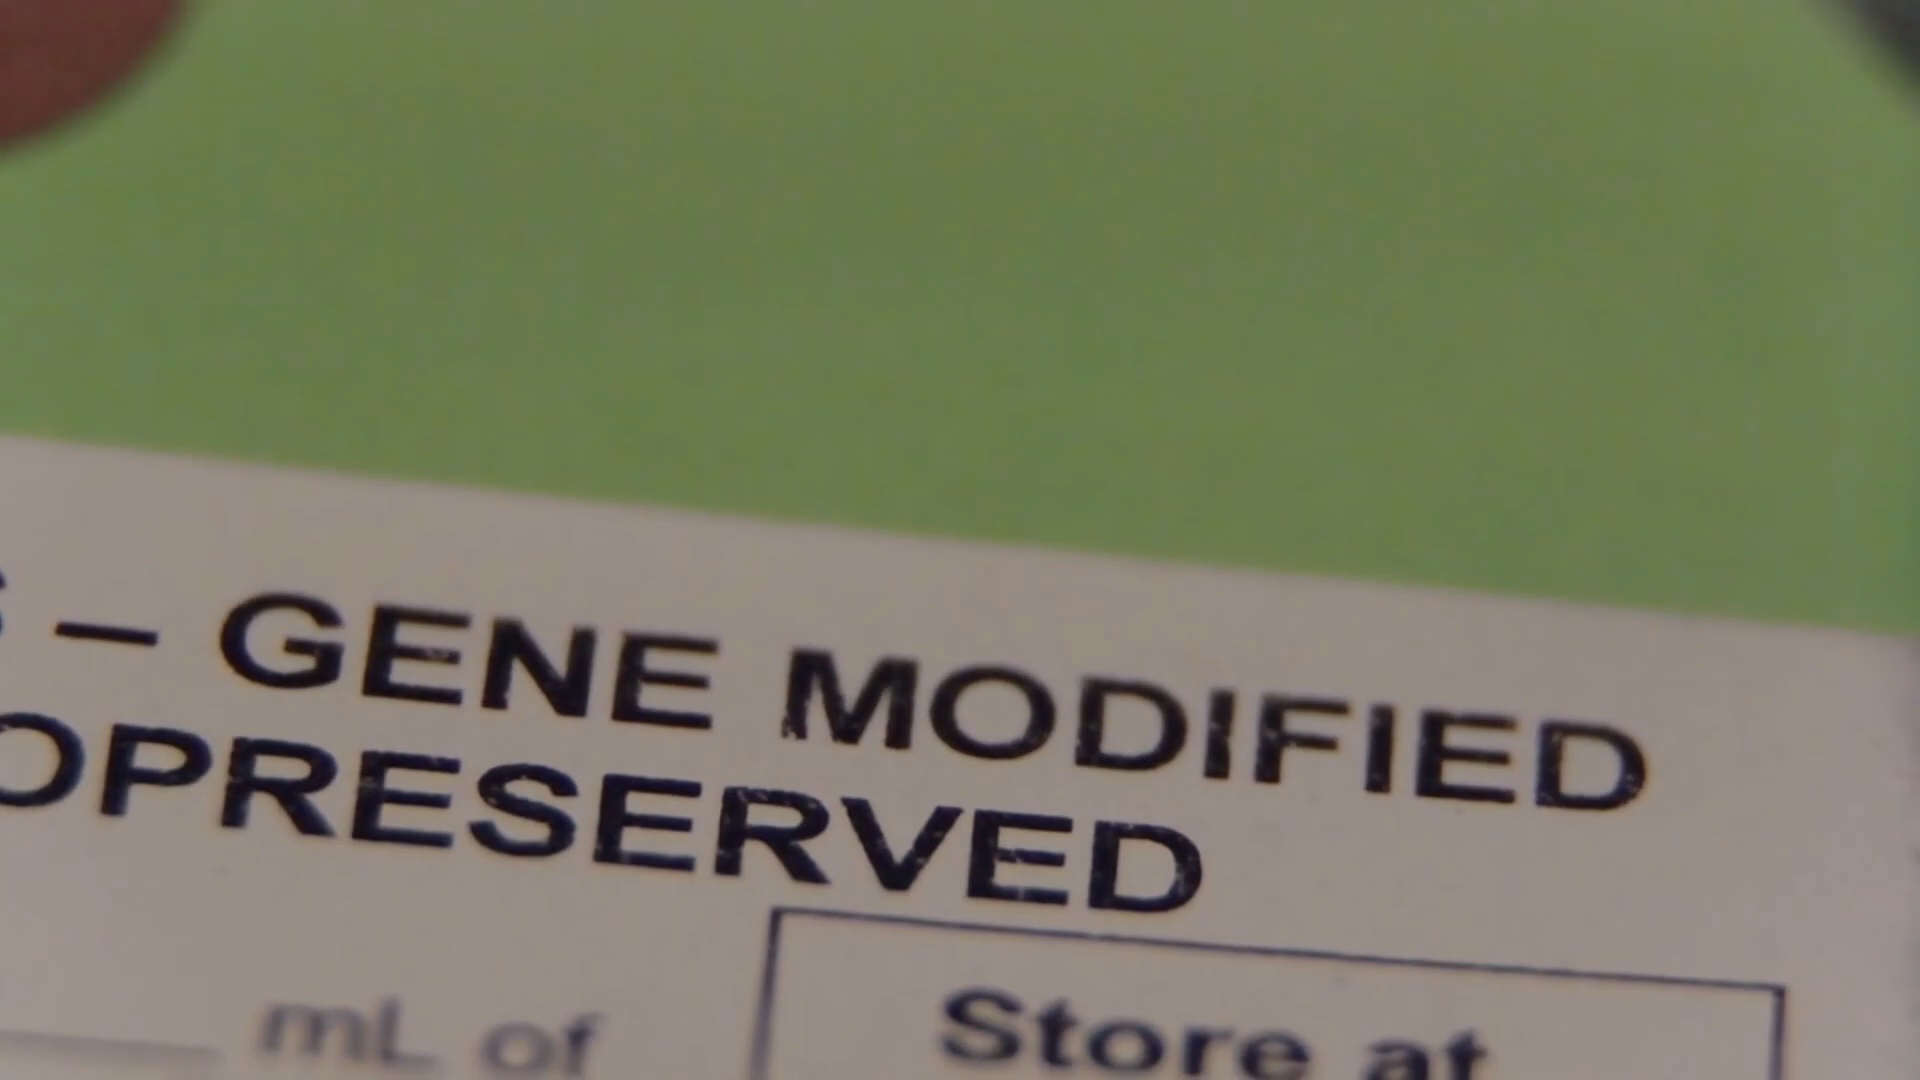 – GENE MODIFIED
OPRESERVED
mL of
Store at